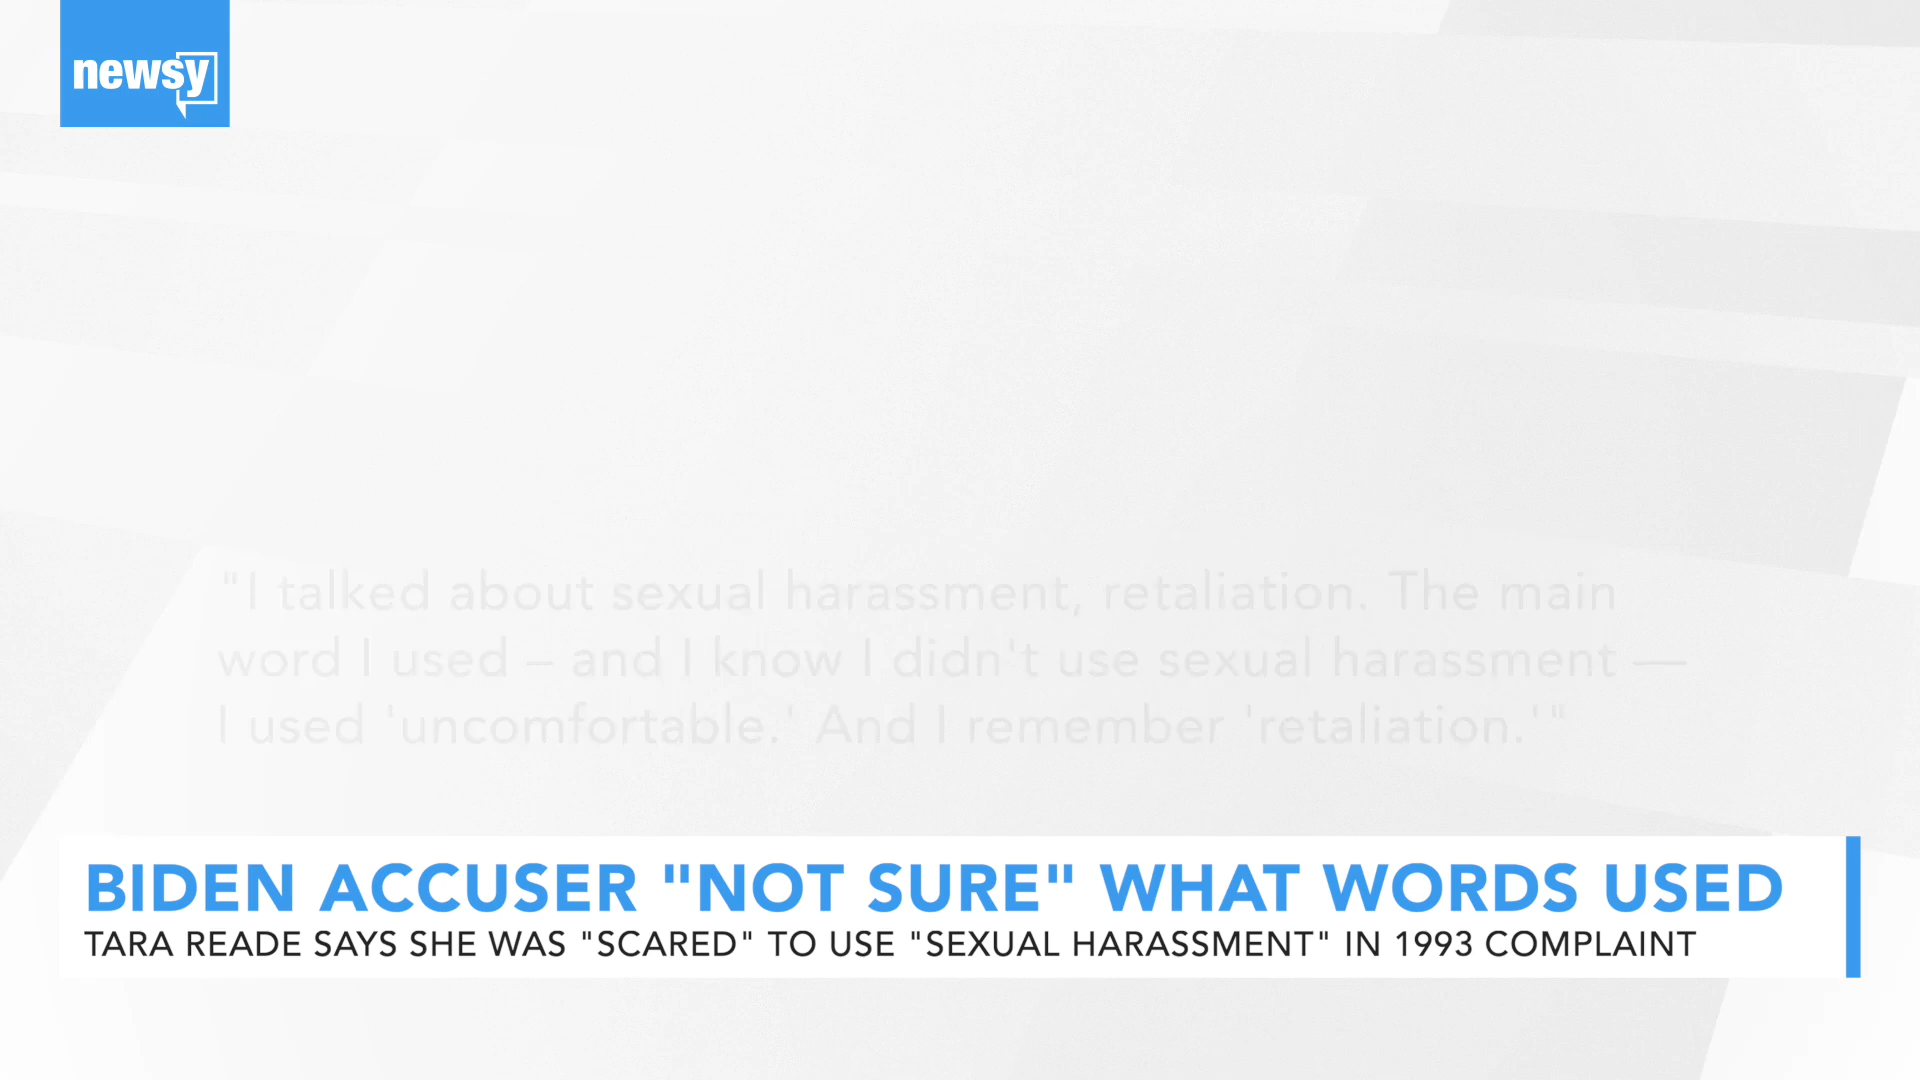 newsy
"I talked about sexual harassment, retaliation. The main
word I used – and I know I didn't use sexual harassment —
I used 'uncomfortable.' And I remember 'retaliation.'"
BIDEN ACCUSER "NOT SURE" WHAT WORDS USED
TARA READE SAYS SHE WAS "SCARED" TO USE "SEXUAL HARASSMENT" IN 1993 COMPLAINT